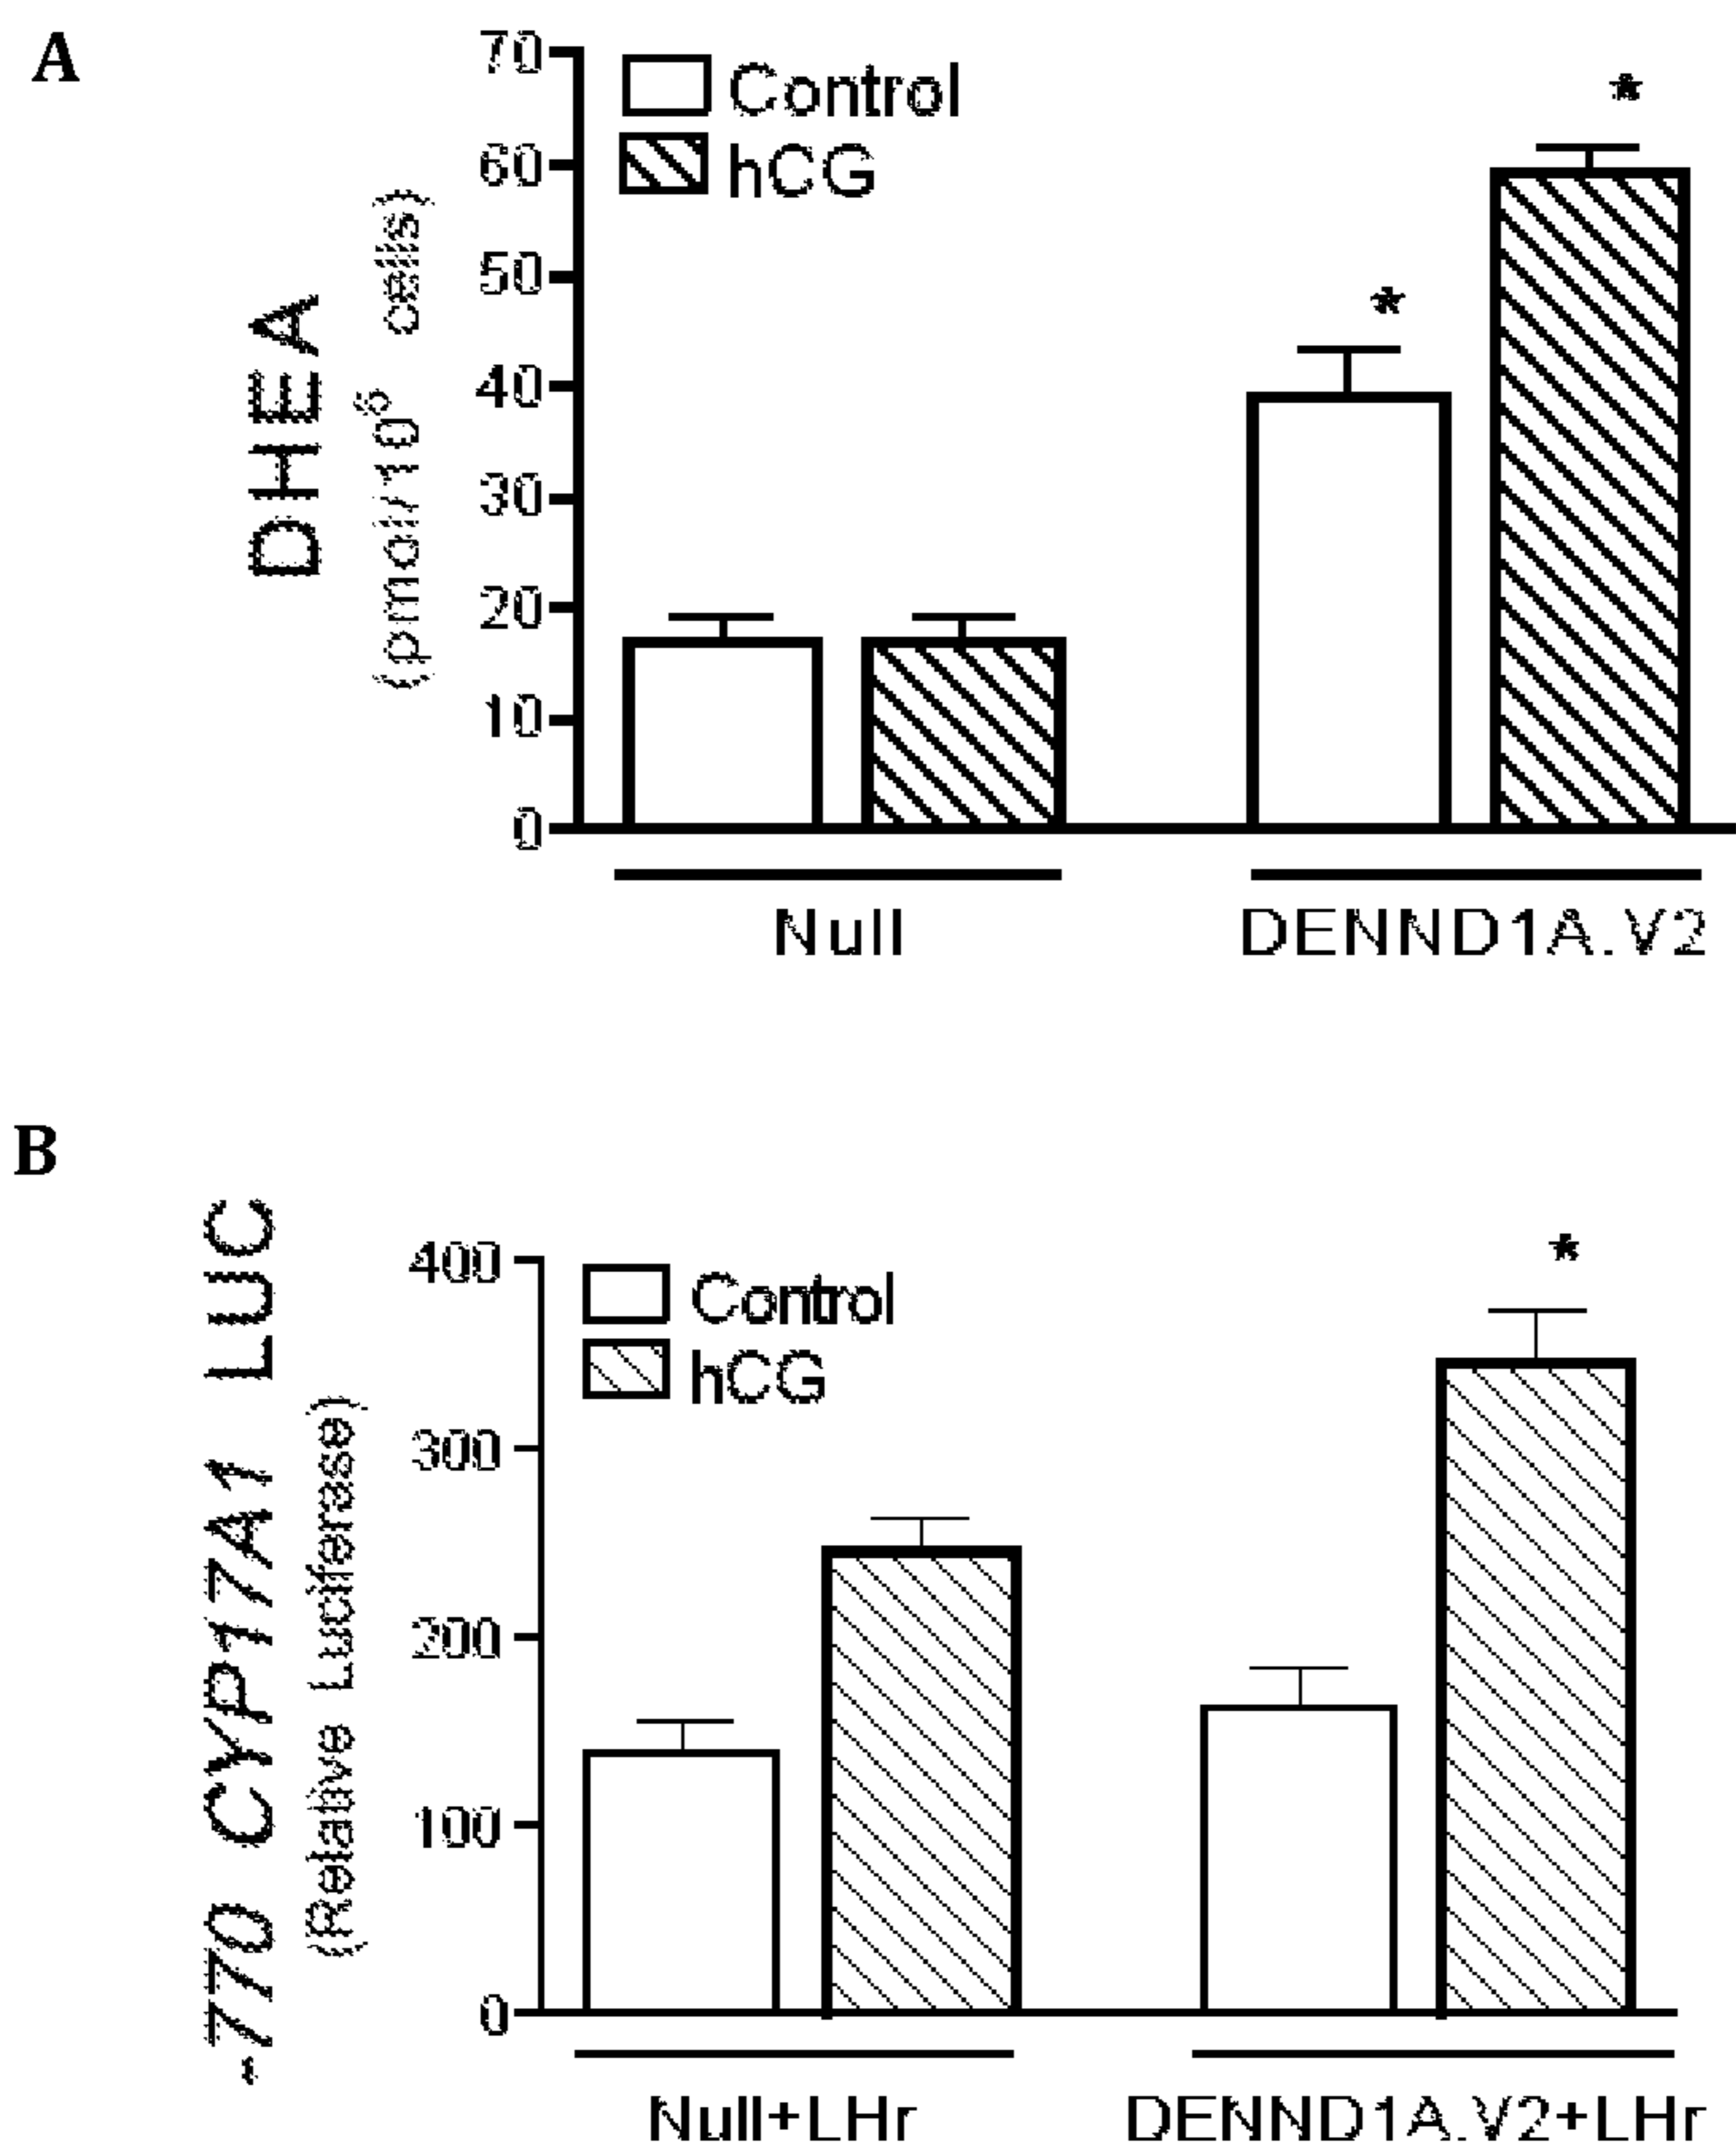 A
DHEA
(pmol/10⁶ cells)
70
60
50
40
30
20
10
0
Control
hCG
*
*
Null
DENND1A.V2
B
-770 CYP17A1 LUC
(Relative Luciferase)
400
300
200
100
0
Control
hCG
*
Null+LHr
DENND1A.V2+LHr